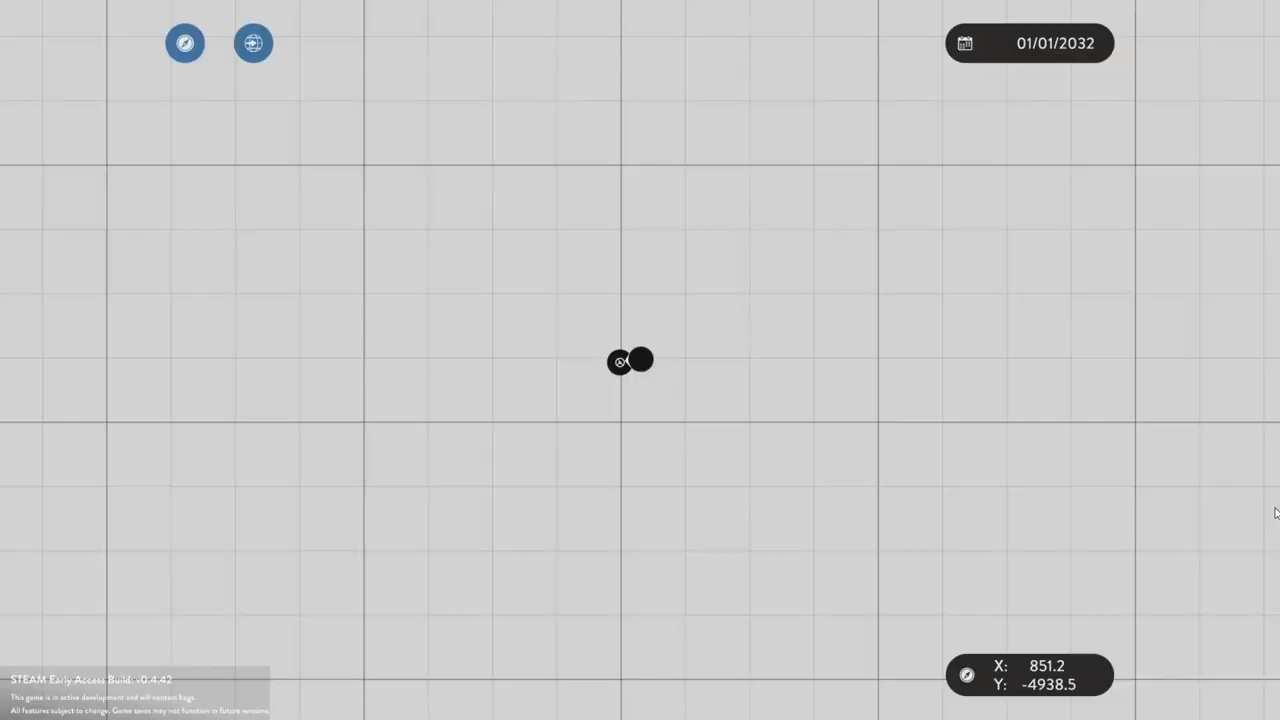 01/01/2032
X: 851.2
Y: -4938.5
STEAM Early Access Build: v0.4.42
This game is in active development and will contain bugs.
All features subject to change. Game saves may not function in future versions.